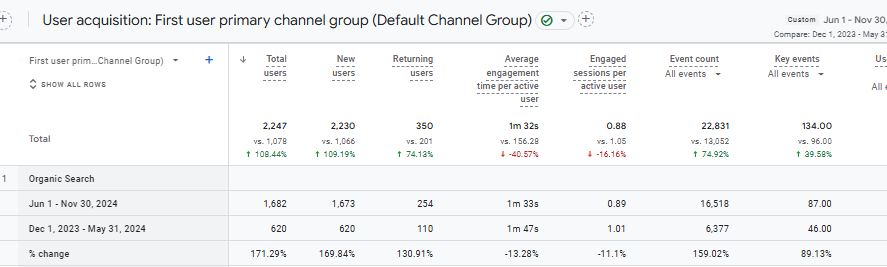 User acquisition: First user primary channel group (Default Channel Group)
Custom Jun 1 - Nov 30,
Compare: Dec 1, 2023 - May 31
First user prim...Channel Group)
SHOW ALL ROWS
Total users
New users
Returning users
Average engagement time per active user
Engaged sessions per active user
Event count
All events
Key events
All events
Us
All e
Total
2,247 2,230 350 1m 32s 0.88 22,831 134.00
vs. 1,078 vs. 1,066 vs. 201 vs. 156.28 vs. 1.05 vs. 13,052 vs. 96.00
↑ 108.44% ↑ 109.19% ↑ 74.13% ↓ -40.57% ↓ -16.16% ↑ 74.92% ↑ 39.58%
1 Organic Search
Jun 1 - Nov 30, 2024 1,682 1,673 254 1m 33s 0.89 16,518 87.00
Dec 1, 2023 - May 31, 2024 620 620 110 1m 47s 1.01 6,377 46.00
% change 171.29% 169.84% 130.91% -13.28% -11.1% 159.02% 89.13%